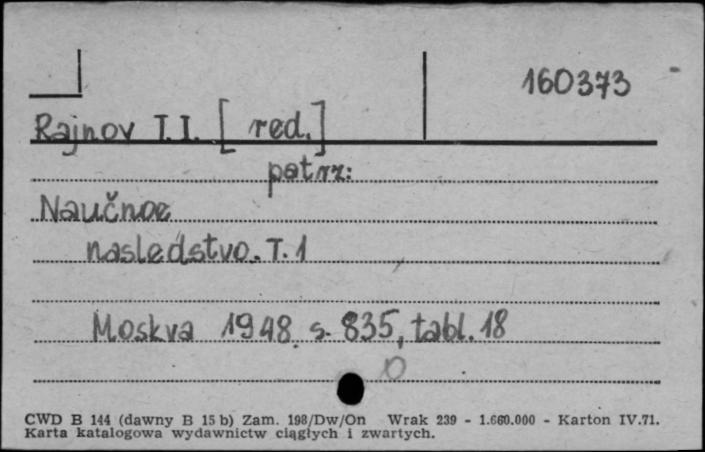 160373
Rajnov T.I. [red.]
patrz:
Naučnoe
nasledstvo. T. 1
Moskva 1948 s. 835, tabl. 18
CWD B 144 (dawny B 15 b) Zam. 198/Dw/On Wrak 239 - 1.660.000 - Karton IV.71.
Karta katalogowa wydawnictw ciągłych i zwartych.